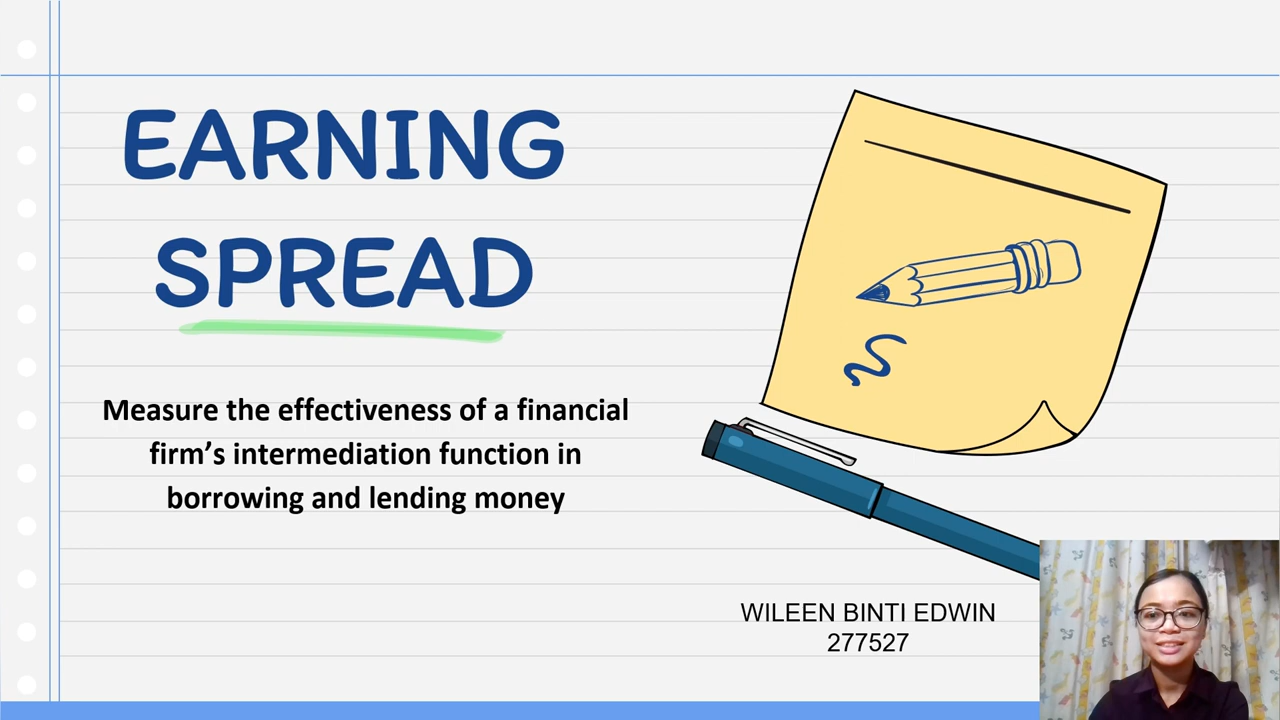 EARNING
SPREAD
Measure the effectiveness of a financial
firm’s intermediation function in
borrowing and lending money
WILEEN BINTI EDWIN
277527